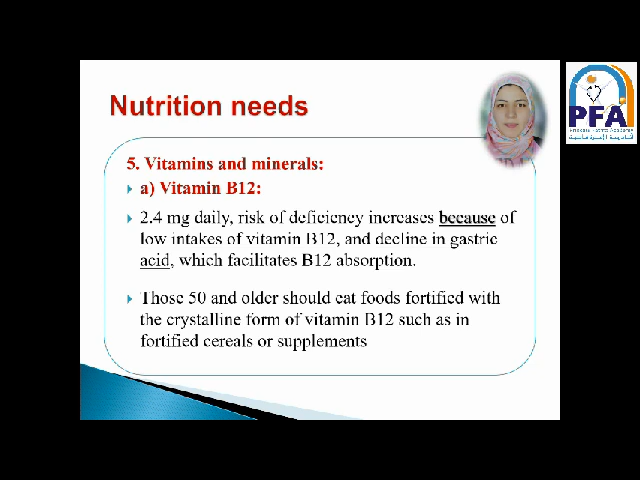 Nutrition needs
PFA
5. Vitamins and minerals:
a) Vitamin B12:
2.4 mg daily, risk of deficiency increases because of
low intakes of vitamin B12, and decline in gastric
acid, which facilitates B12 absorption.
Those 50 and older should eat foods fortified with
the crystalline form of vitamin B12 such as in
fortified cereals or supplements